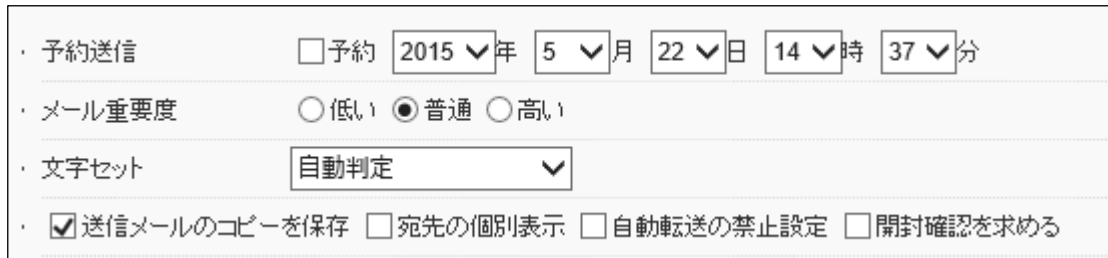 ・ 予約送信 予約 2015 年 5 月 22 日 14 時 37 分
・ メール重要度 低い 普通 高い
・ 文字セット 自動判定
・ 送信メールのコピーを保存 宛先の個別表示 自動転送の禁止設定 開封確認を求める